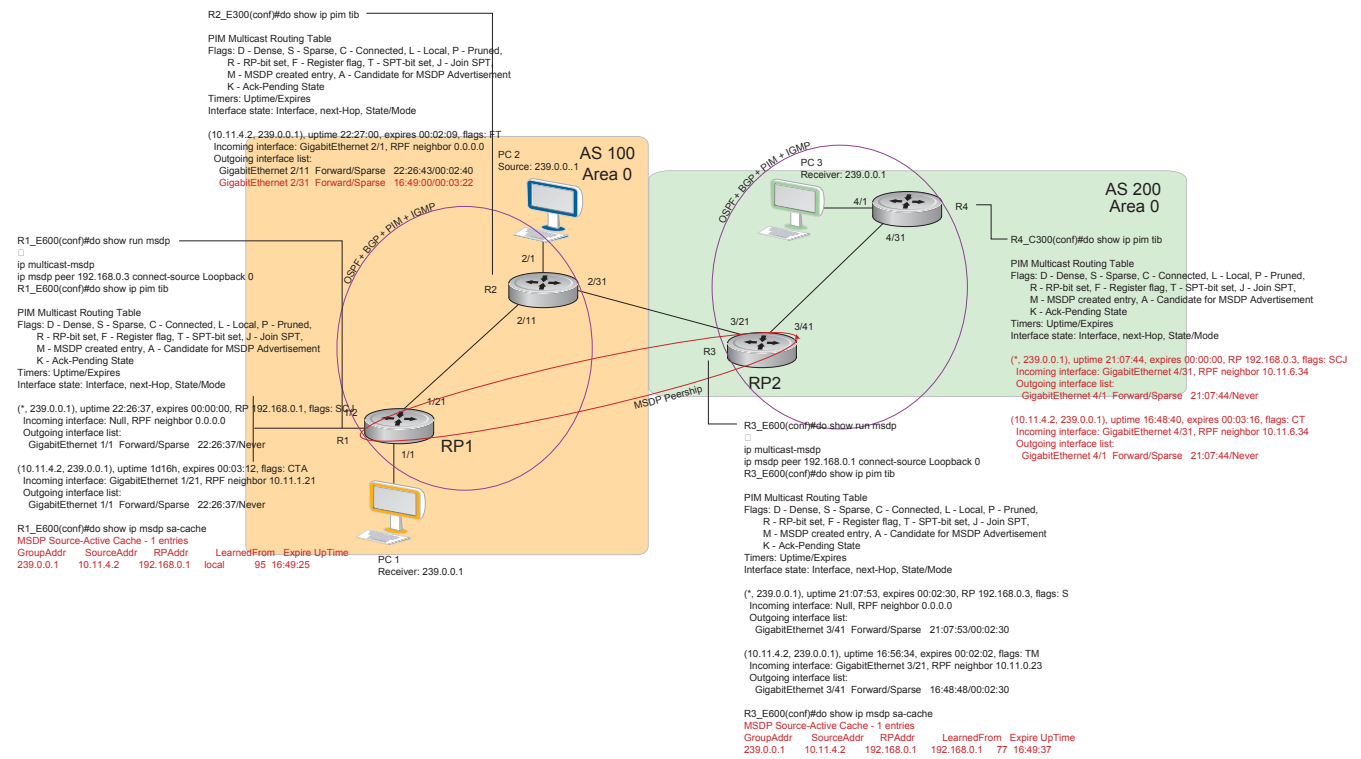 R2_E300(conf)#do show ip pim tib
PIM Multicast Routing Table
Flags: D - Dense, S - Sparse, C - Connected, L - Local, P - Pruned,
R - RP-bit set, F - Register flag, T - SPT-bit set, J - Join SPT,
M - MSDP created entry, A - Candidate for MSDP Advertisement
K - Ack-Pending State
Timers: Uptime/Expires
Interface state: Interface, next-Hop, State/Mode
(10.11.4.2, 239.0.0.1), uptime 22:27:00, expires 00:02:09, flags: FT
Incoming interface: GigabitEthernet 2/1, RPF neighbor 0.0.0.0
Outgoing interface list:
GigabitEthernet 2/11 Forward/Sparse 22:26:43/00:02:40
GigabitEthernet 2/31 Forward/Sparse 16:49:00/00:03:22
PC 2
Source: 239.0.0..1
AS 100
Area 0
OSPF + BGP + PIM + IGMP
2/1
R2
2/31
2/11
R1_E600(conf)#do show run msdp
ip multicast-msdp
ip msdp peer 192.168.0.3 connect-source Loopback 0
R1_E600(conf)#do show ip pim tib
PIM Multicast Routing Table
Flags: D - Dense, S - Sparse, C - Connected, L - Local, P - Pruned,
R - RP-bit set, F - Register flag, T - SPT-bit set, J - Join SPT,
M - MSDP created entry, A - Candidate for MSDP Advertisement
K - Ack-Pending State
Timers: Uptime/Expires
Interface state: Interface, next-Hop, State/Mode
(*, 239.0.0.1), uptime 22:26:37, expires 00:00:00, RP 192.168.0.1, flags: SCJ
Incoming interface: Null, RPF neighbor 0.0.0.0
Outgoing interface list:
GigabitEthernet 1/1 Forward/Sparse 22:26:37/Never
(10.11.4.2, 239.0.0.1), uptime 1d16h, expires 00:03:12, flags: CTA
Incoming interface: GigabitEthernet 1/21, RPF neighbor 10.11.1.21
Outgoing interface list:
GigabitEthernet 1/1 Forward/Sparse 22:26:37/Never
R1_E600(conf)#do show ip msdp sa-cache
MSDP Source-Active Cache - 1 entries
GroupAddr SourceAddr RPAddr LearnedFrom Expire UpTime
239.0.0.1 10.11.4.2 192.168.0.1 local 95 16:49:25
1/21
R1
RP1
1/1
PC 1
Receiver: 239.0.0.1
MSDP Peership
OSPF + BGP + PIM + IGMP
PC 3
Receiver: 239.0.0.1
AS 200
Area 0
4/1
R4
4/31
3/21
3/41
R3
RP2
R4_C300(conf)#do show ip pim tib
PIM Multicast Routing Table
Flags: D - Dense, S - Sparse, C - Connected, L - Local, P - Pruned,
R - RP-bit set, F - Register flag, T - SPT-bit set, J - Join SPT,
M - MSDP created entry, A - Candidate for MSDP Advertisement
K - Ack-Pending State
Timers: Uptime/Expires
Interface state: Interface, next-Hop, State/Mode
(*, 239.0.0.1), uptime 21:07:44, expires 00:00:00, RP 192.168.0.3, flags: SCJ
Incoming interface: GigabitEthernet 4/31, RPF neighbor 10.11.6.34
Outgoing interface list:
GigabitEthernet 4/1 Forward/Sparse 21:07:44/Never
(10.11.4.2, 239.0.0.1), uptime 16:48:40, expires 00:03:16, flags: CT
Incoming interface: GigabitEthernet 4/31, RPF neighbor 10.11.6.34
Outgoing interface list:
GigabitEthernet 4/1 Forward/Sparse 21:07:44/Never
R3_E600(conf)#do show run msdp
ip multicast-msdp
ip msdp peer 192.168.0.1 connect-source Loopback 0
R3_E600(conf)#do show ip pim tib
PIM Multicast Routing Table
Flags: D - Dense, S - Sparse, C - Connected, L - Local, P - Pruned,
R - RP-bit set, F - Register flag, T - SPT-bit set, J - Join SPT,
M - MSDP created entry, A - Candidate for MSDP Advertisement
K - Ack-Pending State
Timers: Uptime/Expires
Interface state: Interface, next-Hop, State/Mode
(*, 239.0.0.1), uptime 21:07:53, expires 00:02:30, RP 192.168.0.3, flags: S
Incoming interface: Null, RPF neighbor 0.0.0.0
Outgoing interface list:
GigabitEthernet 3/41 Forward/Sparse 21:07:53/00:02:30
(10.11.4.2, 239.0.0.1), uptime 16:56:34, expires 00:02:02, flags: TM
Incoming interface: GigabitEthernet 3/21, RPF neighbor 10.11.0.23
Outgoing interface list:
GigabitEthernet 3/41 Forward/Sparse 16:48:48/00:02:30
R3_E600(conf)#do show ip msdp sa-cache
MSDP Source-Active Cache - 1 entries
GroupAddr SourceAddr RPAddr LearnedFrom Expire UpTime
239.0.0.1 10.11.4.2 192.168.0.1 192.168.0.1 77 16:49:37